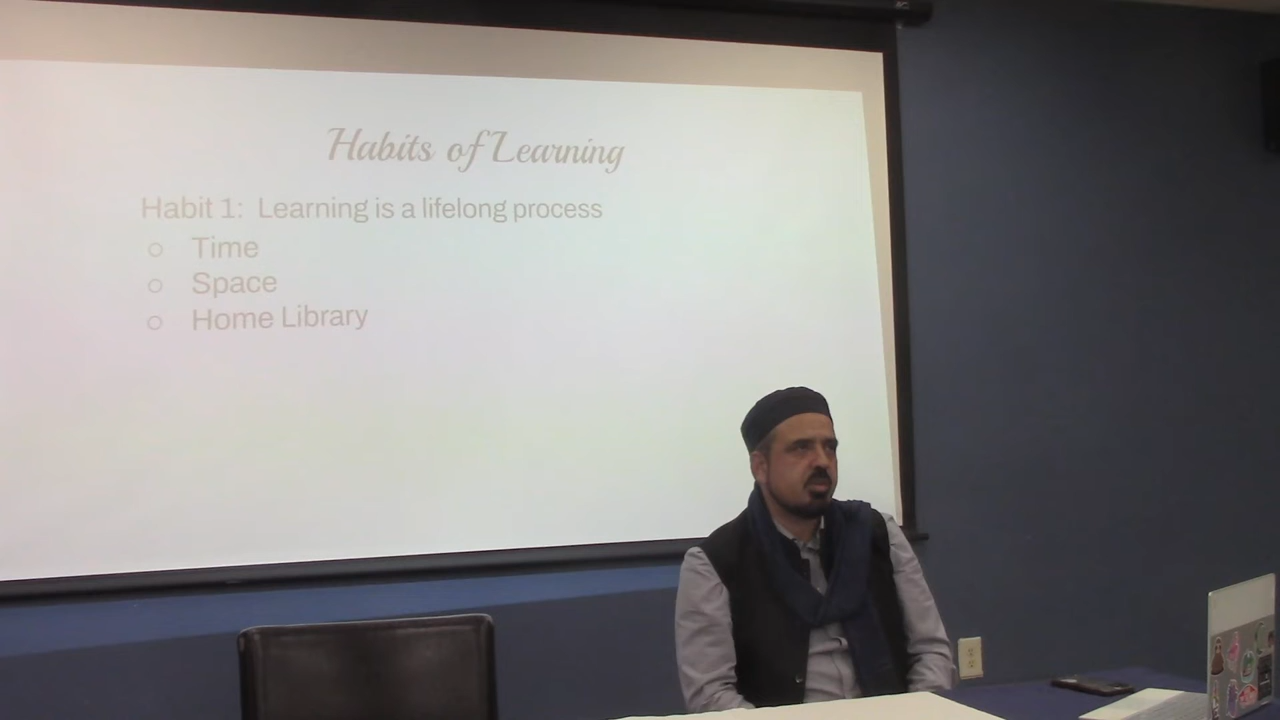 Habits of Learning
Habit 1: Learning is a lifelong process
○ Time
○ Space
○ Home Library